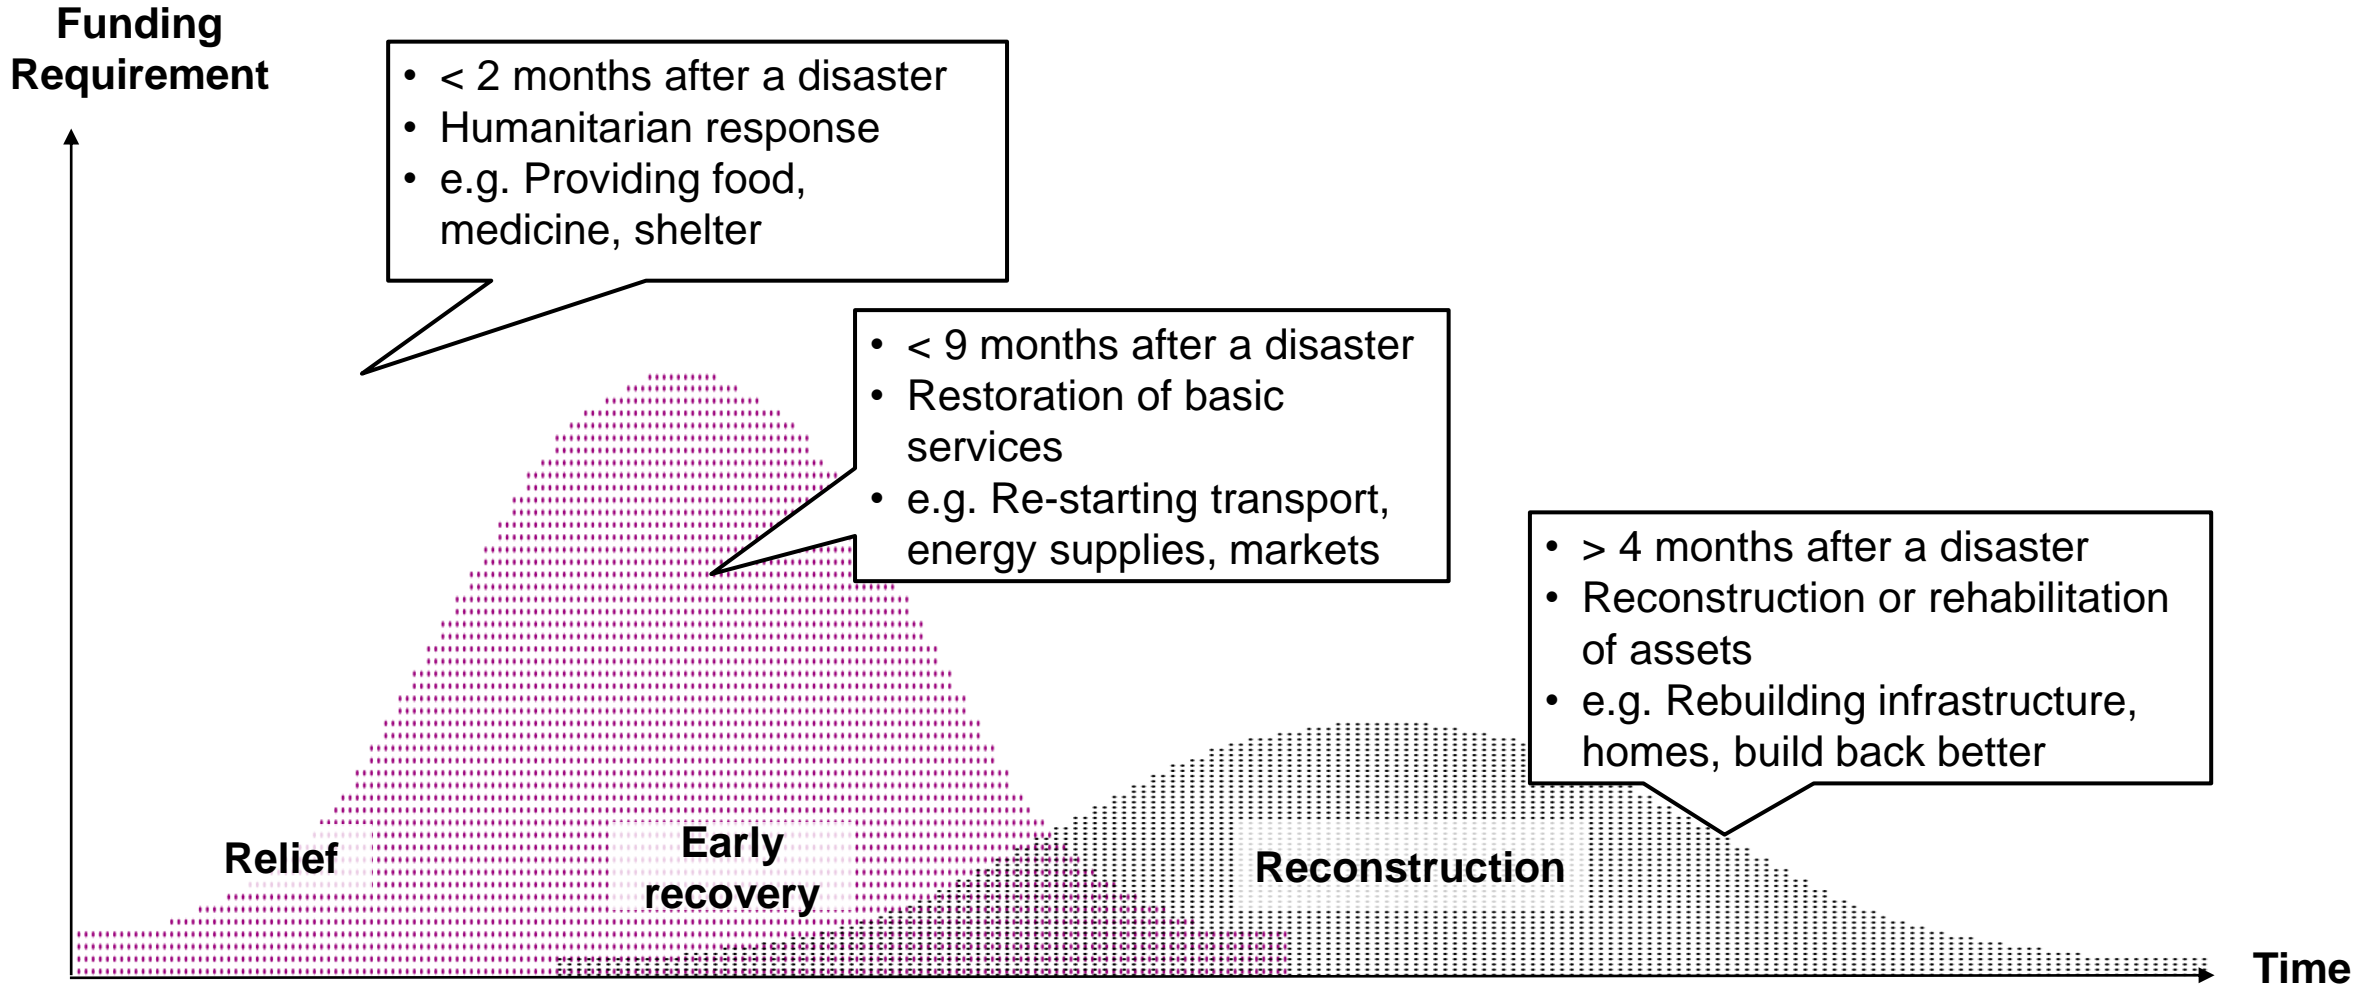 Funding
Requirement
• < 2 months after a disaster
• Humanitarian response
• e.g. Providing food,
medicine, shelter
• < 9 months after a disaster
• Restoration of basic
services
• e.g. Re-starting transport,
energy supplies, markets
• > 4 months after a disaster
• Reconstruction or rehabilitation
of assets
• e.g. Rebuilding infrastructure,
homes, build back better
Relief
Early
recovery
Reconstruction
Time